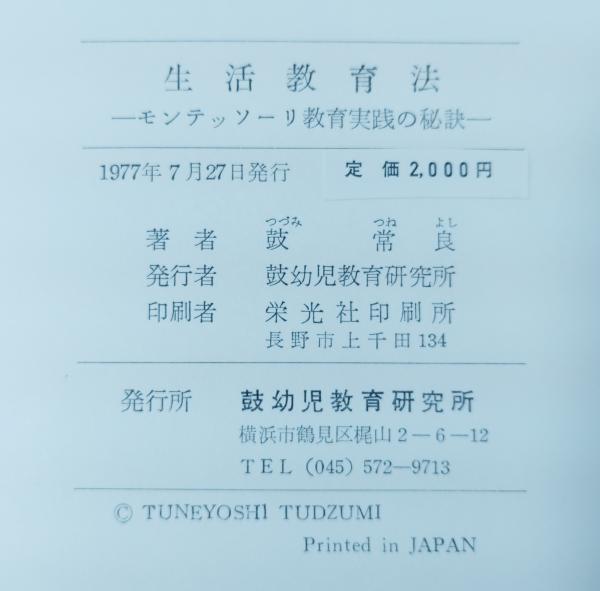 生活教育法
―モンテッソーリ教育実践の秘訣―
1977年7月27日発行 定価2,000円
つづみ つね よし
著者 鼓 常良
発行者 鼓幼児教育研究所
印刷者 栄光社印刷所
長野市上千田134
発行所 鼓幼児教育研究所
横浜市鶴見区梶山2―6―12
TEL (045) 572―9713
© TUNEYOSHI TUDZUMI
Printed in JAPAN